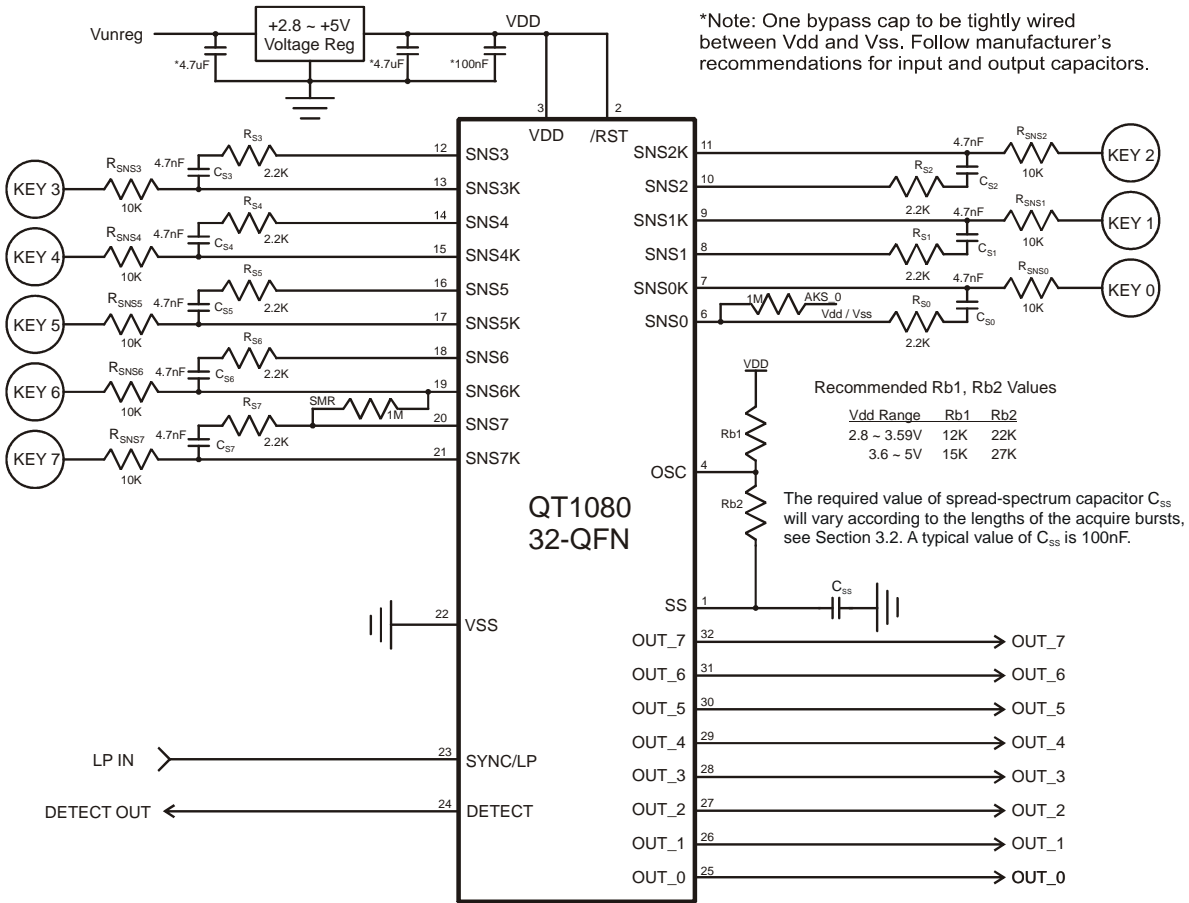 *Note: One bypass cap to be tightly wired
between Vdd and Vss. Follow manufacturer's
recommendations for input and output capacitors.
Vunreg
+2.8 ~ +5V
Voltage Reg
VDD
*4.7uF
*4.7uF
*100nF
3
2
VDD
/RST
KEY 3
RSNS3
10K
4.7nF
CS3
RS3
2.2K
12
SNS3
13
SNS3K
KEY 4
RSNS4
10K
4.7nF
CS4
RS4
2.2K
14
SNS4
15
SNS4K
KEY 5
RSNS5
10K
4.7nF
CS5
RS5
2.2K
16
SNS5
17
SNS5K
KEY 6
RSNS6
10K
4.7nF
CS6
RS6
2.2K
18
SNS6
19
SNS6K
SMR
1M
KEY 7
RSNS7
10K
4.7nF
CS7
RS7
2.2K
20
SNS7
21
SNS7K
SNS2K
11
4.7nF
RSNS2
10K
KEY 2
SNS2
10
RS2
2.2K
CS2
SNS1K
9
4.7nF
RSNS1
10K
KEY 1
SNS1
8
RS1
2.2K
CS1
SNS0K
7
4.7nF
RSNS0
10K
KEY 0
1M
AKS_0
Vdd / Vss
SNS0
6
RS0
2.2K
CS0
VDD
Rb1
OSC
4
Rb2
Recommended Rb1, Rb2 Values
Vdd Range Rb1 Rb2
2.8 ~ 3.59V 12K 22K
3.6 ~ 5V 15K 27K
The required value of spread-spectrum capacitor CSS
will vary according to the lengths of the acquire bursts,
see Section 3.2. A typical value of CSS is 100nF.
QT1080
32-QFN
SS
1
CSS
22
VSS
OUT_7
32
OUT_7
OUT_6
31
OUT_6
OUT_5
30
OUT_5
OUT_4
29
OUT_4
OUT_3
28
OUT_3
OUT_2
27
OUT_2
OUT_1
26
OUT_1
OUT_0
25
OUT_0
LP IN
23
SYNC/LP
DETECT OUT
24
DETECT